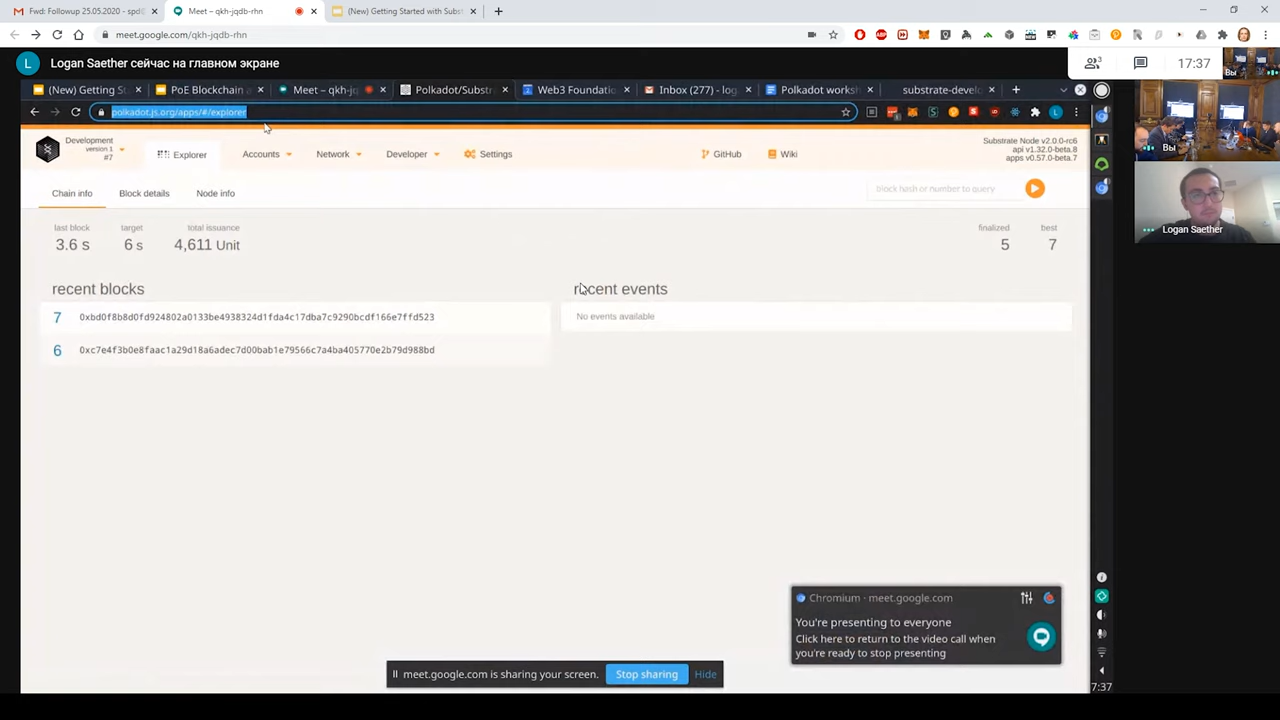 Fwd: Followup 25.05.2020 - spd@
Meet – qkh-jqdb-rhn
(New) Getting Started with Subst
meet.google.com/qkh-jqdb-rhn
L
Logan Saether сейчас на главном экране
3
17:37
Вы
(New) Getting St
PoE Blockchain a
Meet – qkh-jq
Polkadot/Substr
Web3 Foundatio
Inbox (277) - log
Polkadot worksh
substrate-devel
polkadot.js.org/apps/#/explorer
Development
version 1
#7
Explorer
Accounts
Network
Developer
Settings
GitHub
Wiki
Substrate Node v2.0.0-rc6
api v1.32.0-beta.8
apps v0.57.0-beta.7
Вы
Chain info
Block details
Node info
block hash or number to query
Logan Saether
last block
3.6 s
target
6 s
total issuance
4,611 Unit
finalized
5
best
7
recent blocks
recent events
7 0xbd0f8b8d0fd924802a0133be4938324d1fda4c17dba7c9290bcdf166e7ffd523
No events available
6 0xc7e4f3b0e8faac1a29d18a6adec7d00bab1e79566c7a4ba405770e2b79d988bd
Chromium · meet.google.com
You're presenting to everyone
Click here to return to the video call when
you're ready to stop presenting
meet.google.com is sharing your screen.
Stop sharing
Hide
7:37